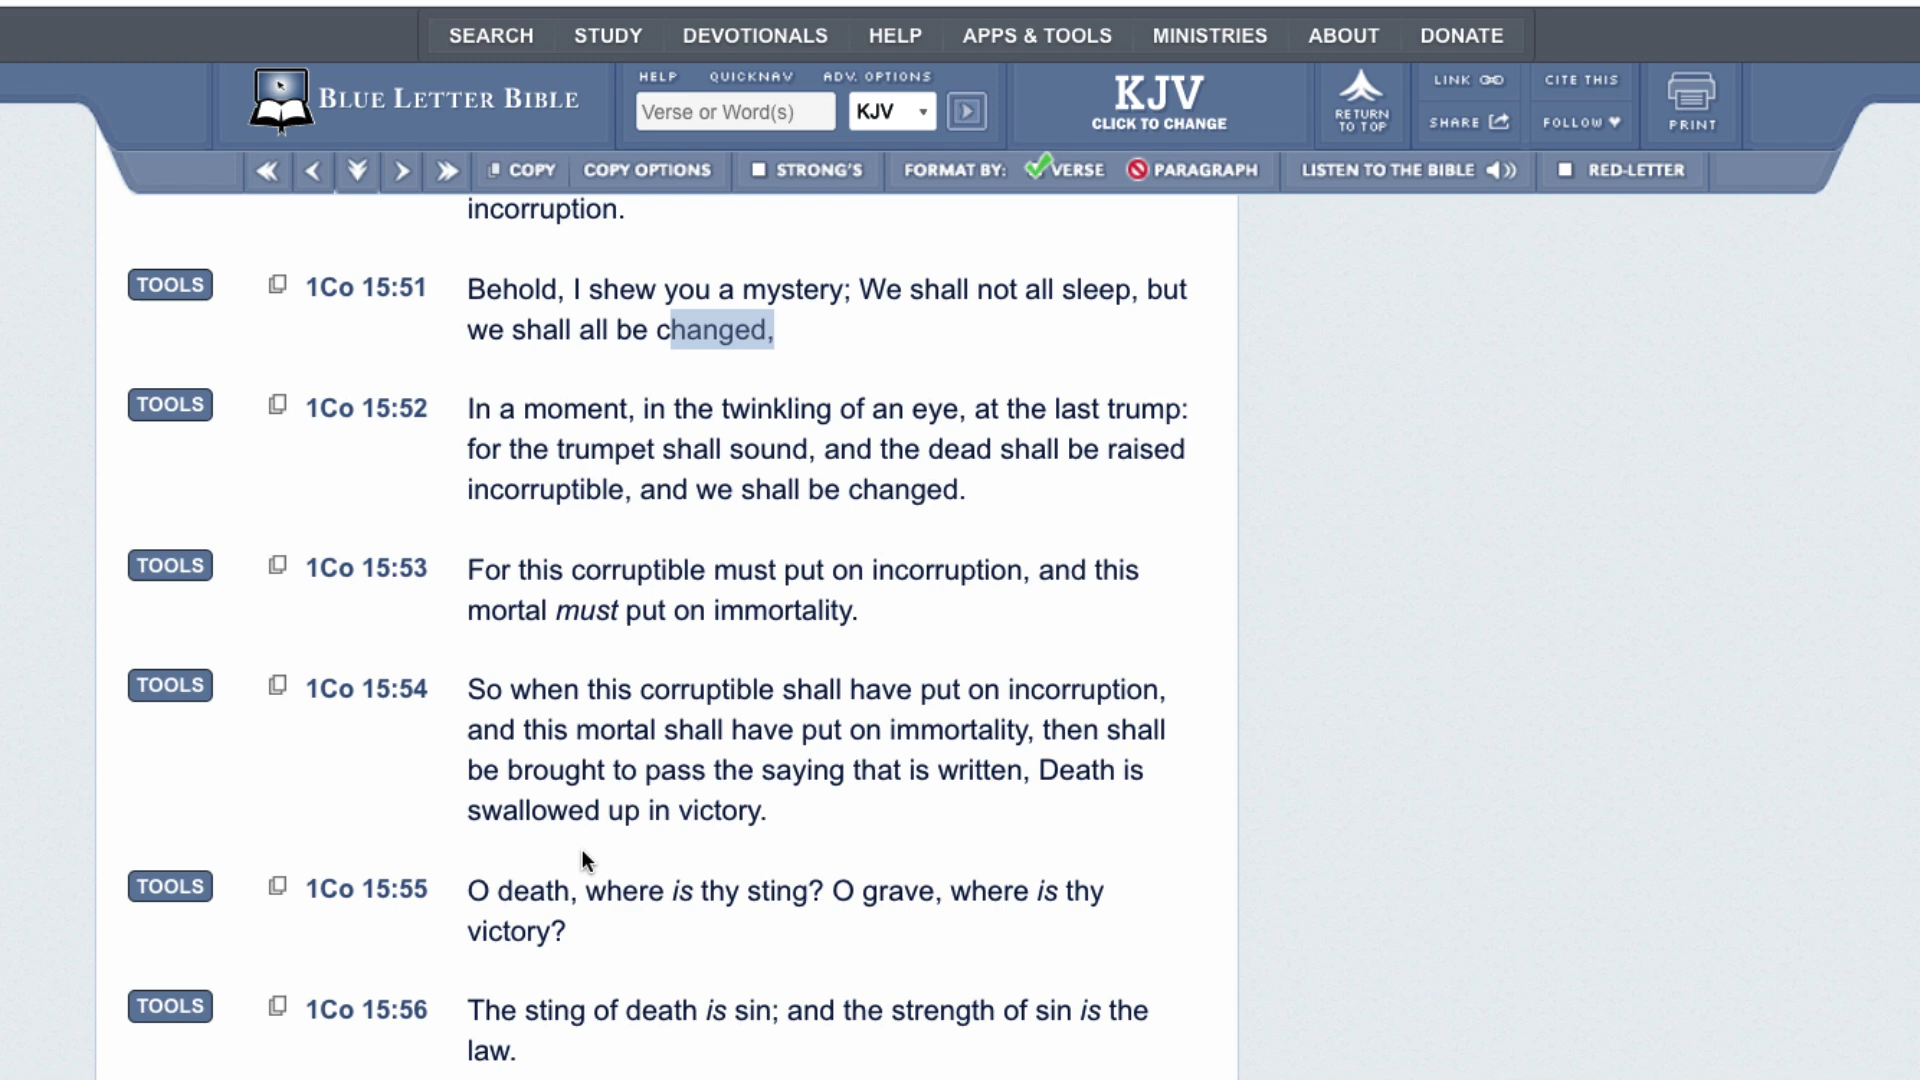 SEARCH STUDY DEVOTIONALS HELP APPS & TOOLS MINISTRIES ABOUT DONATE
BLUE LETTER BIBLE
HELP QUICKNAV ADV. OPTIONS
Verse or Word(s) KJV
KJV
CLICK TO CHANGE
RETURN
TO TOP
LINK
SHARE
CITE THIS
FOLLOW
PRINT
COPY COPY OPTIONS STRONG'S FORMAT BY: VERSE PARAGRAPH LISTEN TO THE BIBLE RED-LETTER
incorruption.
TOOLS 1Co 15:51 Behold, I shew you a mystery; We shall not all sleep, but
we shall all be changed,
TOOLS 1Co 15:52 In a moment, in the twinkling of an eye, at the last trump:
for the trumpet shall sound, and the dead shall be raised
incorruptible, and we shall be changed.
TOOLS 1Co 15:53 For this corruptible must put on incorruption, and this
mortal must put on immortality.
TOOLS 1Co 15:54 So when this corruptible shall have put on incorruption,
and this mortal shall have put on immortality, then shall
be brought to pass the saying that is written, Death is
swallowed up in victory.
TOOLS 1Co 15:55 O death, where is thy sting? O grave, where is thy
victory?
TOOLS 1Co 15:56 The sting of death is sin; and the strength of sin is the
law.